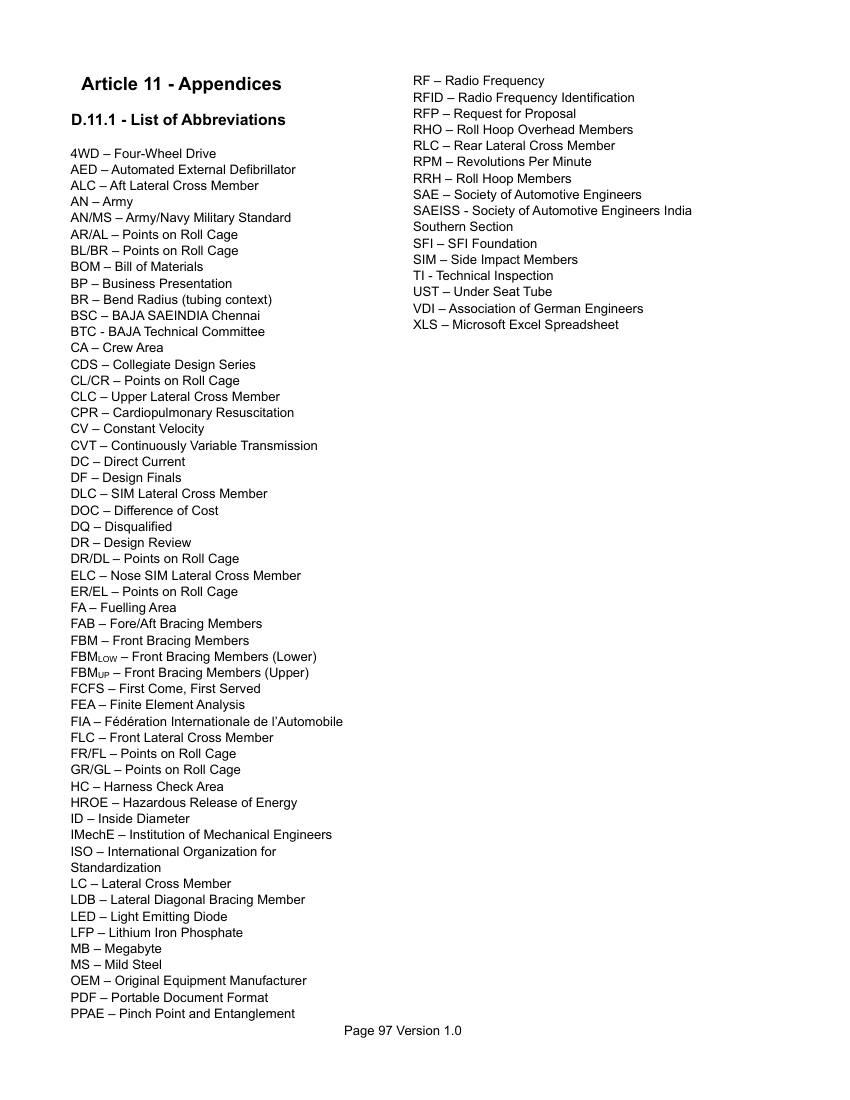 Article 11 - Appendices
D.11.1 - List of Abbreviations
4WD – Four-Wheel Drive
AED – Automated External Defibrillator
ALC – Aft Lateral Cross Member
AN – Army
AN/MS – Army/Navy Military Standard
AR/AL – Points on Roll Cage
BL/BR – Points on Roll Cage
BOM – Bill of Materials
BP – Business Presentation
BR – Bend Radius (tubing context)
BSC – BAJA SAEINDIA Chennai
BTC - BAJA Technical Committee
CA – Crew Area
CDS – Collegiate Design Series
CL/CR – Points on Roll Cage
CLC – Upper Lateral Cross Member
CPR – Cardiopulmonary Resuscitation
CV – Constant Velocity
CVT – Continuously Variable Transmission
DC – Direct Current
DF – Design Finals
DLC – SIM Lateral Cross Member
DOC – Difference of Cost
DQ – Disqualified
DR – Design Review
DR/DL – Points on Roll Cage
ELC – Nose SIM Lateral Cross Member
ER/EL – Points on Roll Cage
FA – Fuelling Area
FAB – Fore/Aft Bracing Members
FBM – Front Bracing Members
FBMLOW – Front Bracing Members (Lower)
FBMUP – Front Bracing Members (Upper)
FCFS – First Come, First Served
FEA – Finite Element Analysis
FIA – Fédération Internationale de l’Automobile
FLC – Front Lateral Cross Member
FR/FL – Points on Roll Cage
GR/GL – Points on Roll Cage
HC – Harness Check Area
HROE – Hazardous Release of Energy
ID – Inside Diameter
IMechE – Institution of Mechanical Engineers
ISO – International Organization for
Standardization
LC – Lateral Cross Member
LDB – Lateral Diagonal Bracing Member
LED – Light Emitting Diode
LFP – Lithium Iron Phosphate
MB – Megabyte
MS – Mild Steel
OEM – Original Equipment Manufacturer
PDF – Portable Document Format
PPAE – Pinch Point and Entanglement
RF – Radio Frequency
RFID – Radio Frequency Identification
RFP – Request for Proposal
RHO – Roll Hoop Overhead Members
RLC – Rear Lateral Cross Member
RPM – Revolutions Per Minute
RRH – Roll Hoop Members
SAE – Society of Automotive Engineers
SAEISS - Society of Automotive Engineers India
Southern Section
SFI – SFI Foundation
SIM – Side Impact Members
TI - Technical Inspection
UST – Under Seat Tube
VDI – Association of German Engineers
XLS – Microsoft Excel Spreadsheet
Page 97 Version 1.0